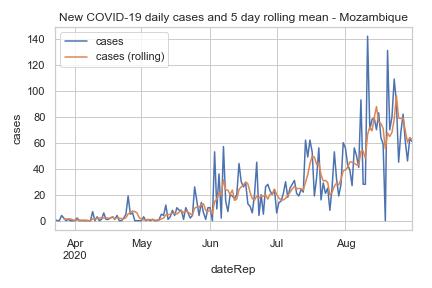 New COVID-19 daily cases and 5 day rolling mean - Mozambique
cases
cases (rolling)
140
120
100
80
60
40
20
0
cases
Apr
2020
May
Jun
Jul
Aug
dateRep